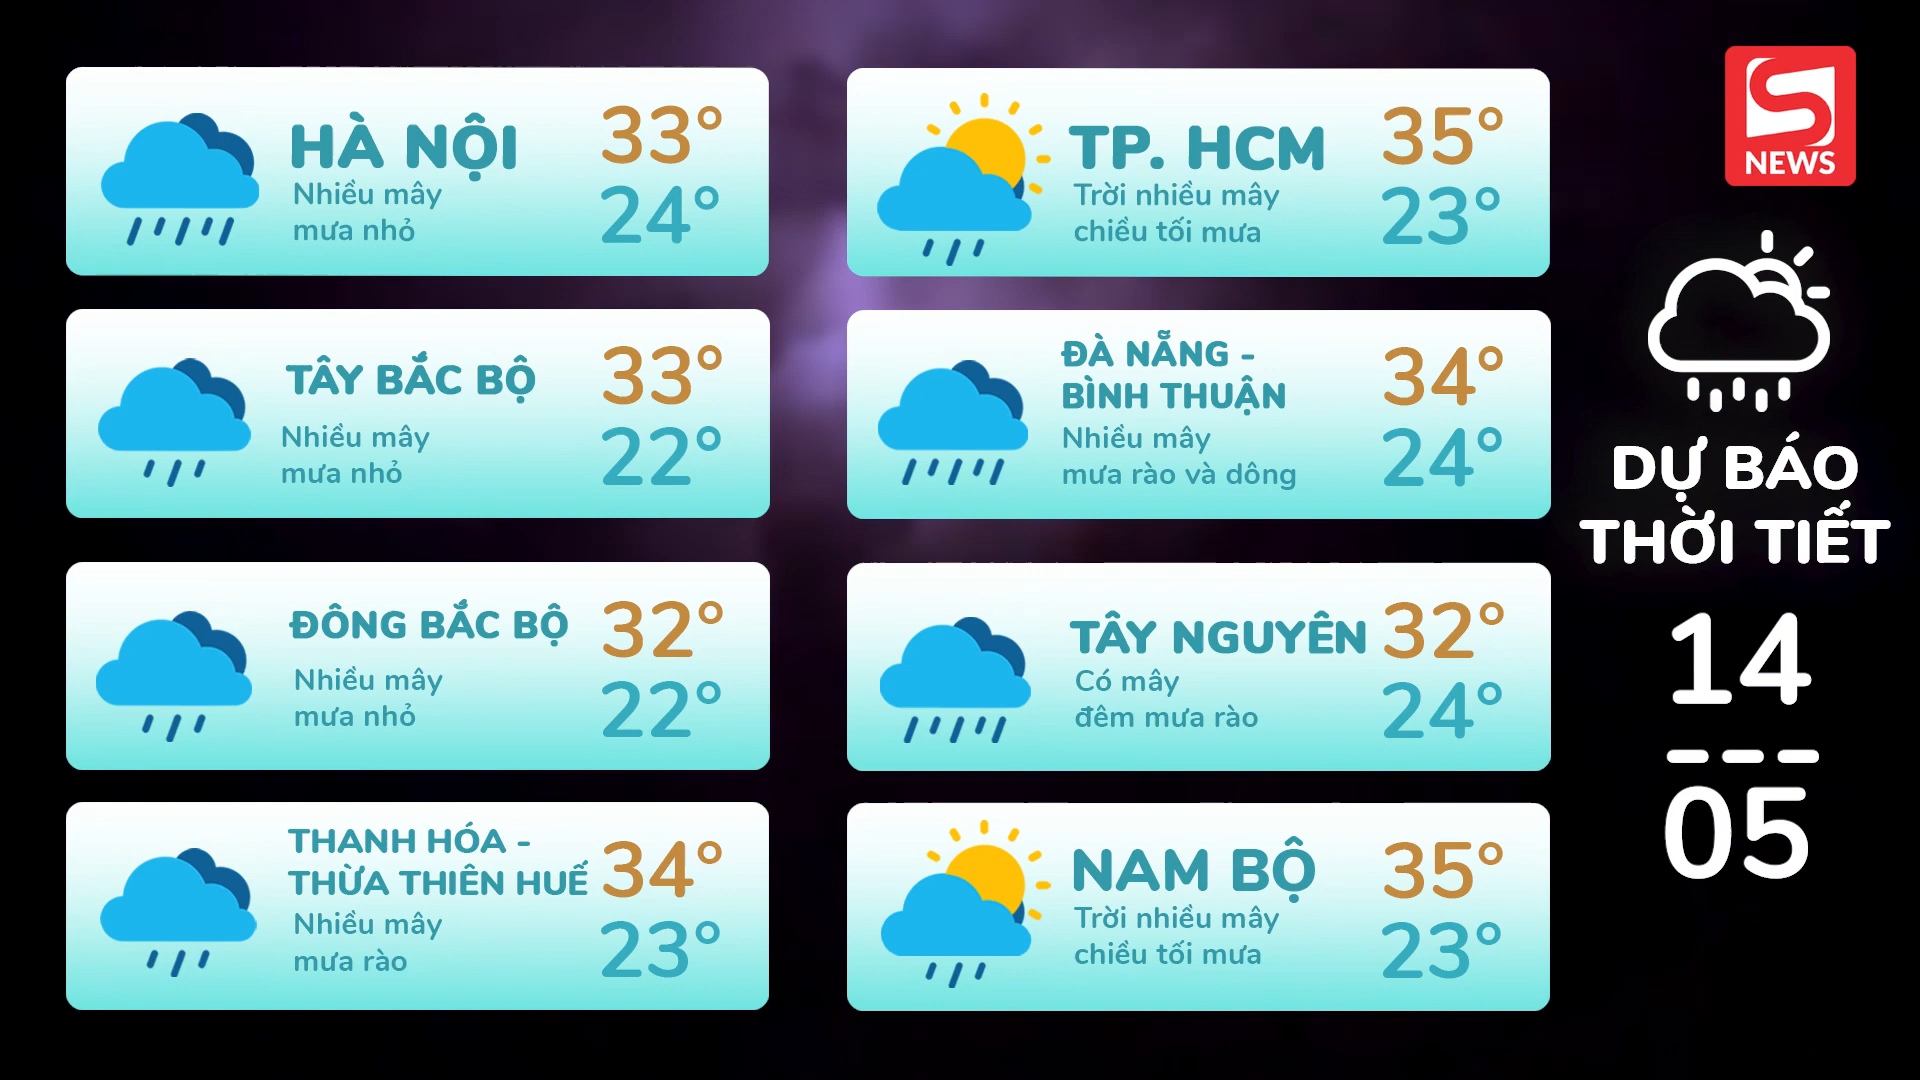 HÀ NỘI
Nhiều mây
mưa nhỏ
33°
24°
TÂY BẮC BỘ
Nhiều mây
mưa nhỏ
33°
22°
ĐÔNG BẮC BỘ
Nhiều mây
mưa nhỏ
32°
22°
THANH HÓA -
THỪA THIÊN HUẾ
Nhiều mây
mưa rào
34°
23°
TP. HCM
Trời nhiều mây
chiều tối mưa
35°
23°
ĐÀ NẴNG -
BÌNH THUẬN
Nhiều mây
mưa rào và dông
34°
24°
TÂY NGUYÊN
Có mây
đêm mưa rào
32°
24°
NAM BỘ
Trời nhiều mây
chiều tối mưa
35°
23°
S
NEWS
DỰ BÁO
THỜI TIẾT
14
---
05